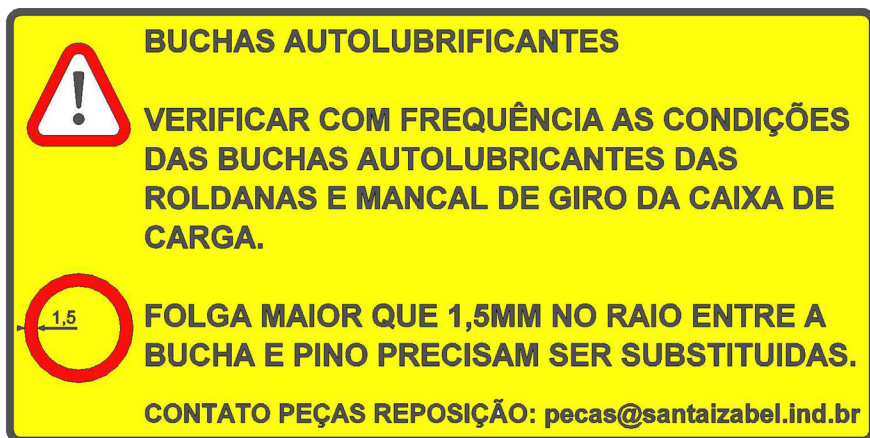 BUCHAS AUTOLUBRIFICANTES
VERIFICAR COM FREQUÊNCIA AS CONDIÇÕES
DAS BUCHAS AUTOLUBRICANTES DAS
ROLDANAS E MANCAL DE GIRO DA CAIXA DE
CARGA.
1,5
FOLGA MAIOR QUE 1,5MM NO RAIO ENTRE A
BUCHA E PINO PRECISAM SER SUBSTITUIDAS.
CONTATO PEÇAS REPOSIÇÃO: pecas@santaizabel.ind.br